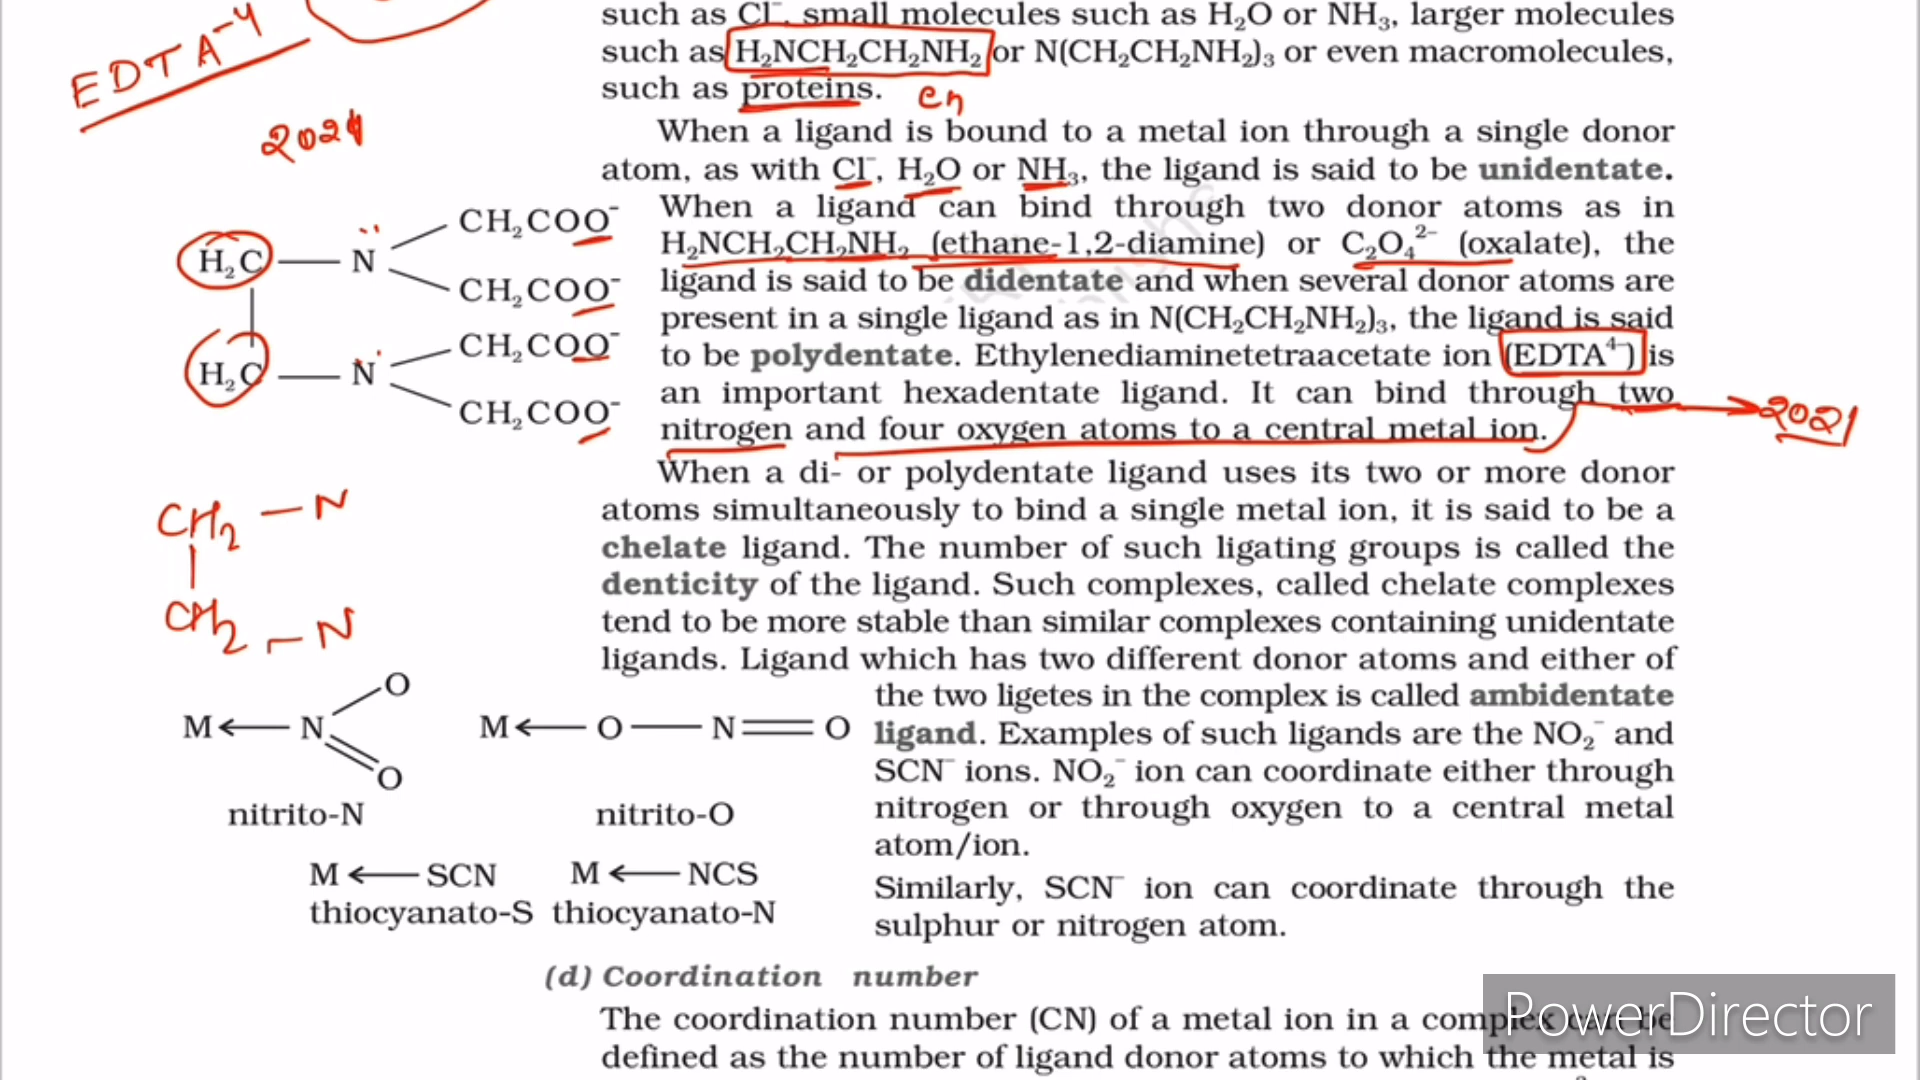 EDTA⁻⁴
2021
such as Cl⁻, small molecules such as H₂O or NH₃, larger molecules
such as H₂NCH₂CH₂NH₂ or N(CH₂CH₂NH₂)₃ or even macromolecules,
such as proteins.
en
When a ligand is bound to a metal ion through a single donor
atom, as with Cl⁻, H₂O or NH₃, the ligand is said to be unidentate.
When a ligand can bind through two donor atoms as in
H₂NCH₂CH₂NH₂ (ethane-1,2-diamine) or C₂O₄²⁻ (oxalate), the
ligand is said to be didentate and when several donor atoms are
present in a single ligand as in N(CH₂CH₂NH₂)₃, the ligand is said
to be polydentate. Ethylenediaminetetraacetate ion (EDTA⁴⁻) is
an important hexadentate ligand. It can bind through two
nitrogen and four oxygen atoms to a central metal ion.
2021
H₂C N CH₂COO⁻
CH₂COO⁻
H₂C N CH₂COO⁻
CH₂COO⁻
When a di- or polydentate ligand uses its two or more donor
atoms simultaneously to bind a single metal ion, it is said to be a
chelate ligand. The number of such ligating groups is called the
denticity of the ligand. Such complexes, called chelate complexes
tend to be more stable than similar complexes containing unidentate
ligands. Ligand which has two different donor atoms and either of
the two ligetes in the complex is called ambidentate
ligand. Examples of such ligands are the NO₂⁻ and
SCN⁻ ions. NO₂⁻ ion can coordinate either through
nitrogen or through oxygen to a central metal
atom/ion.
Similarly, SCN⁻ ion can coordinate through the
sulphur or nitrogen atom.
CH₂ – N
CH₂ – N
O
M ← N M ← O — N = O
O
nitrito-N nitrito-O
M ← SCN M ← NCS
thiocyanato-S thiocyanato-N
(d) Coordination number
The coordination number (CN) of a metal ion in a complex can be
defined as the number of ligand donor atoms to which the metal is
PowerDirector